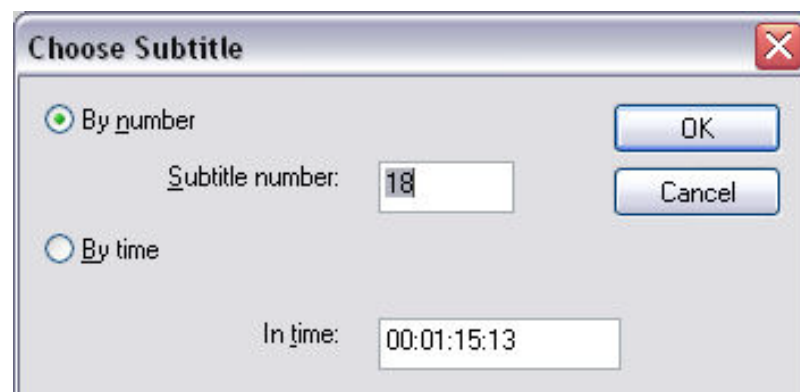 Choose Subtitle
By number
OK
Subtitle number: 18
Cancel
By time
In time: 00:01:15:13